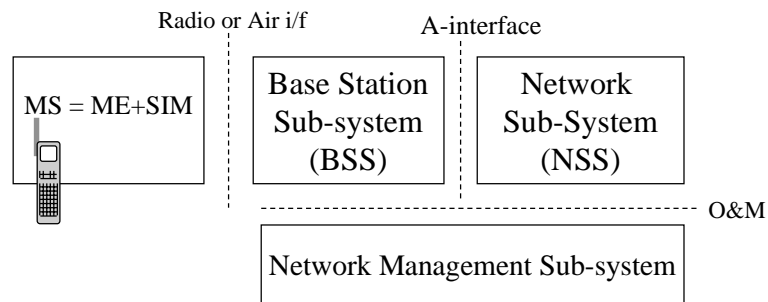 Radio or Air i/f
A-interface
MS = ME+SIM
Base Station
Sub-system
(BSS)
Network
Sub-System
(NSS)
O&M
Network Management Sub-system